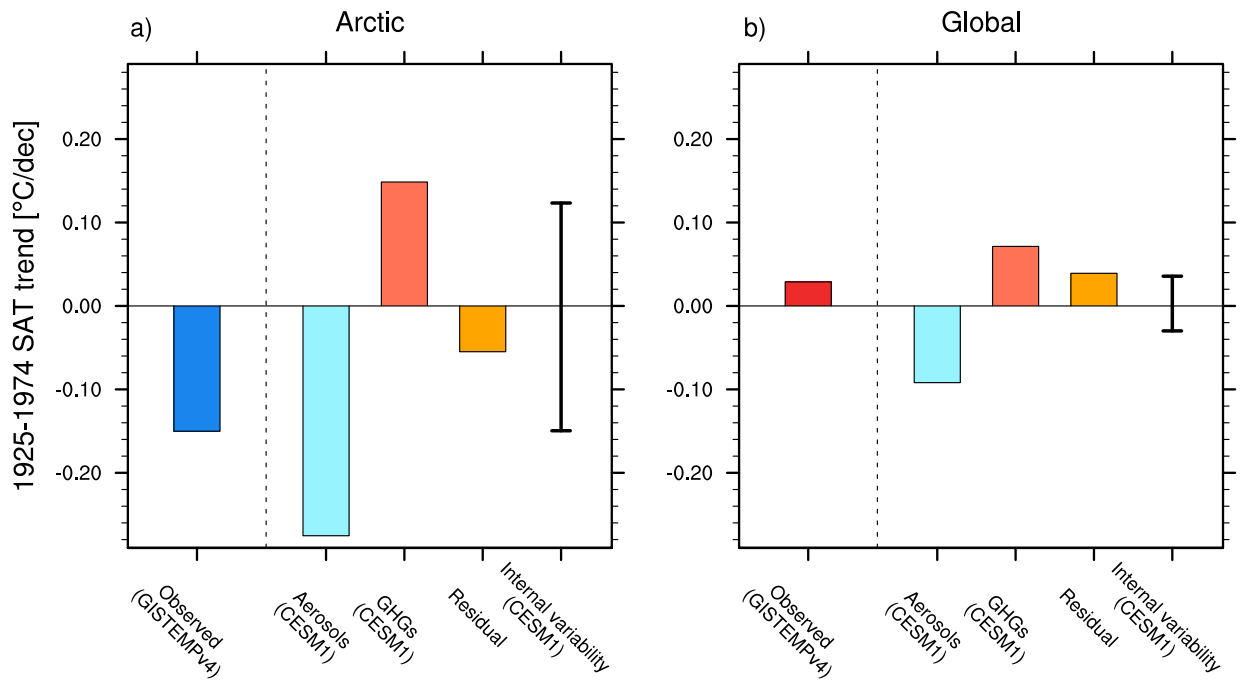 a)
Arctic
b)
Global
1925-1974 SAT trend [°C/dec]
0.20
0.10
0.00
-0.10
-0.20
0.20
0.10
0.00
-0.10
-0.20
Observed
(GISTEMPv4)
Aerosols
(CESM1)
GHGs
(CESM1)
Residual
Internal variability
(CESM1)
Observed
(GISTEMPv4)
Aerosols
(CESM1)
GHGs
(CESM1)
Residual
Internal variability
(CESM1)